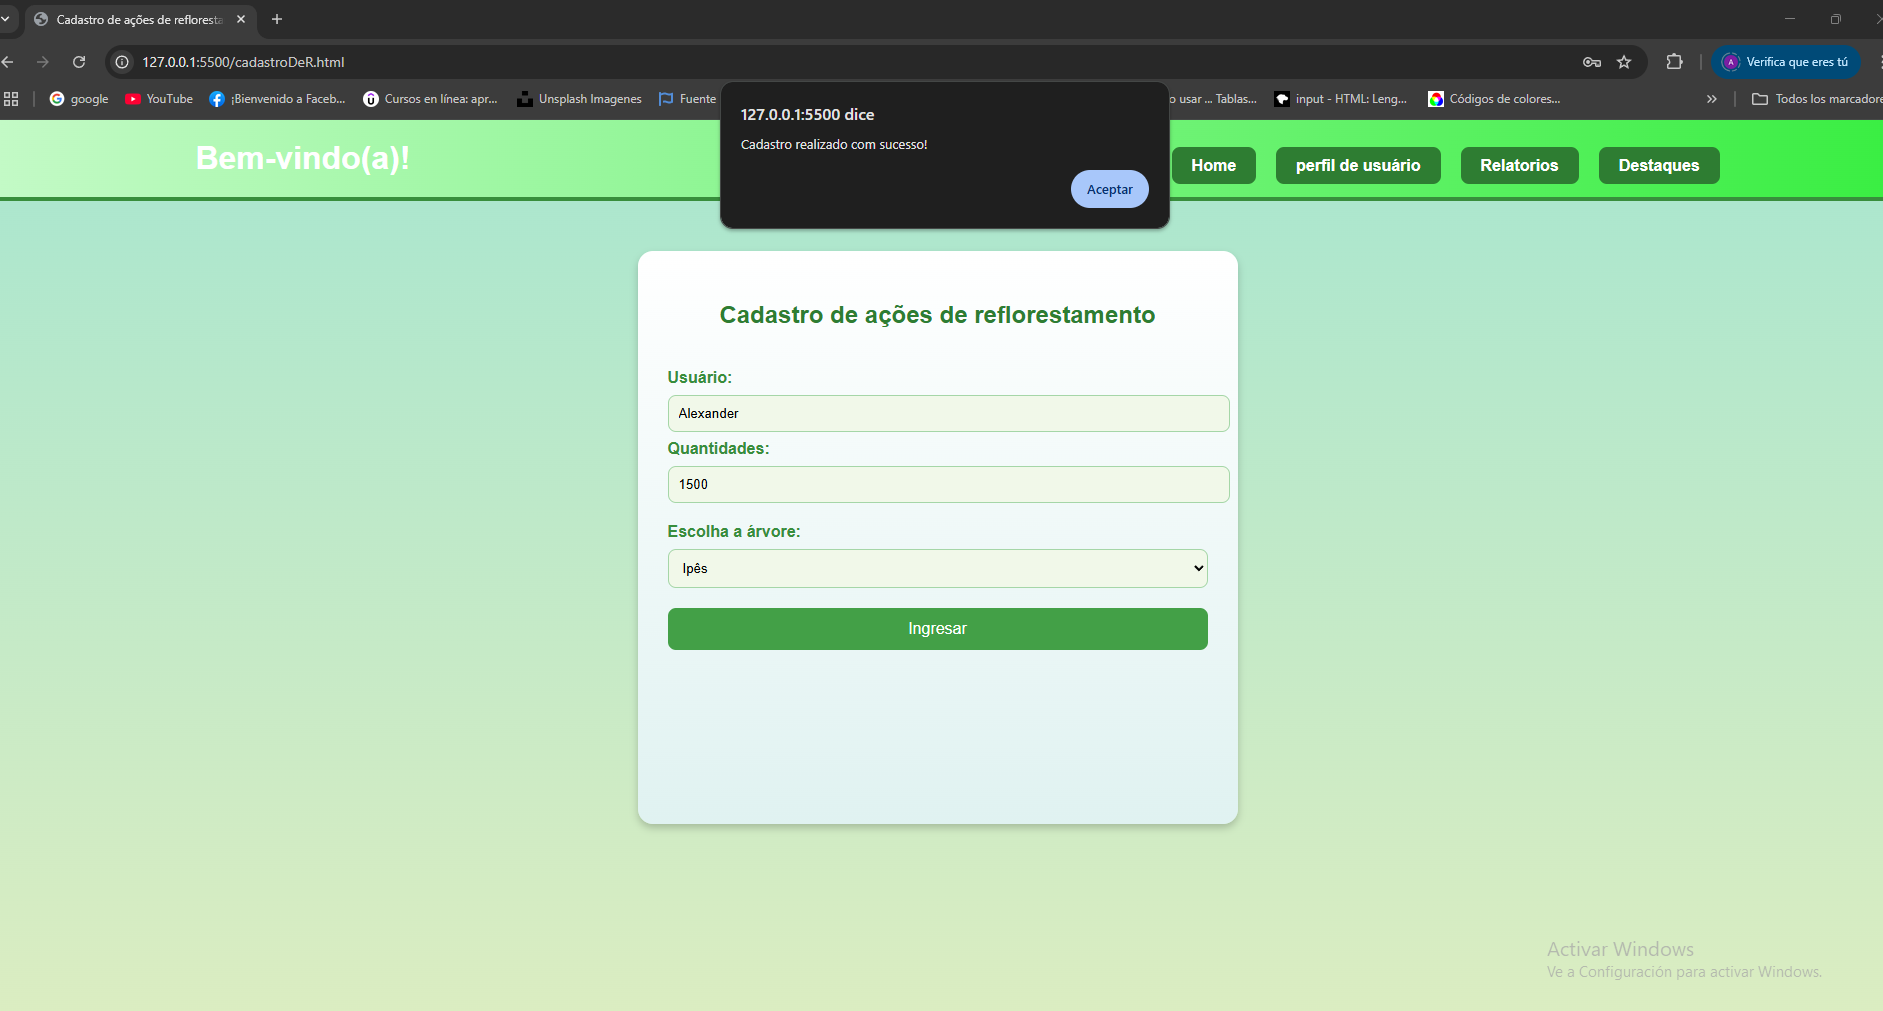 Cadastro de ações de refloresta
127.0.0.1:5500/cadastroDeR.html
Verifica que eres tú
google
YouTube
¡Bienvenido a Faceb...
Cursos en línea: apr...
Unsplash Imagenes
Fuente
o usar ... Tablas...
input - HTML: Leng...
Códigos de colores...
Todos los marcadore
127.0.0.1:5500 dice
Cadastro realizado com sucesso!
Aceptar
Bem-vindo(a)!
Home
perfil de usuário
Relatorios
Destaques
Cadastro de ações de reflorestamento
Usuário:
Alexander
Quantidades:
1500
Escolha a árvore:
Ipês
Ingresar
Activar Windows
Ve a Configuración para activar Windows.